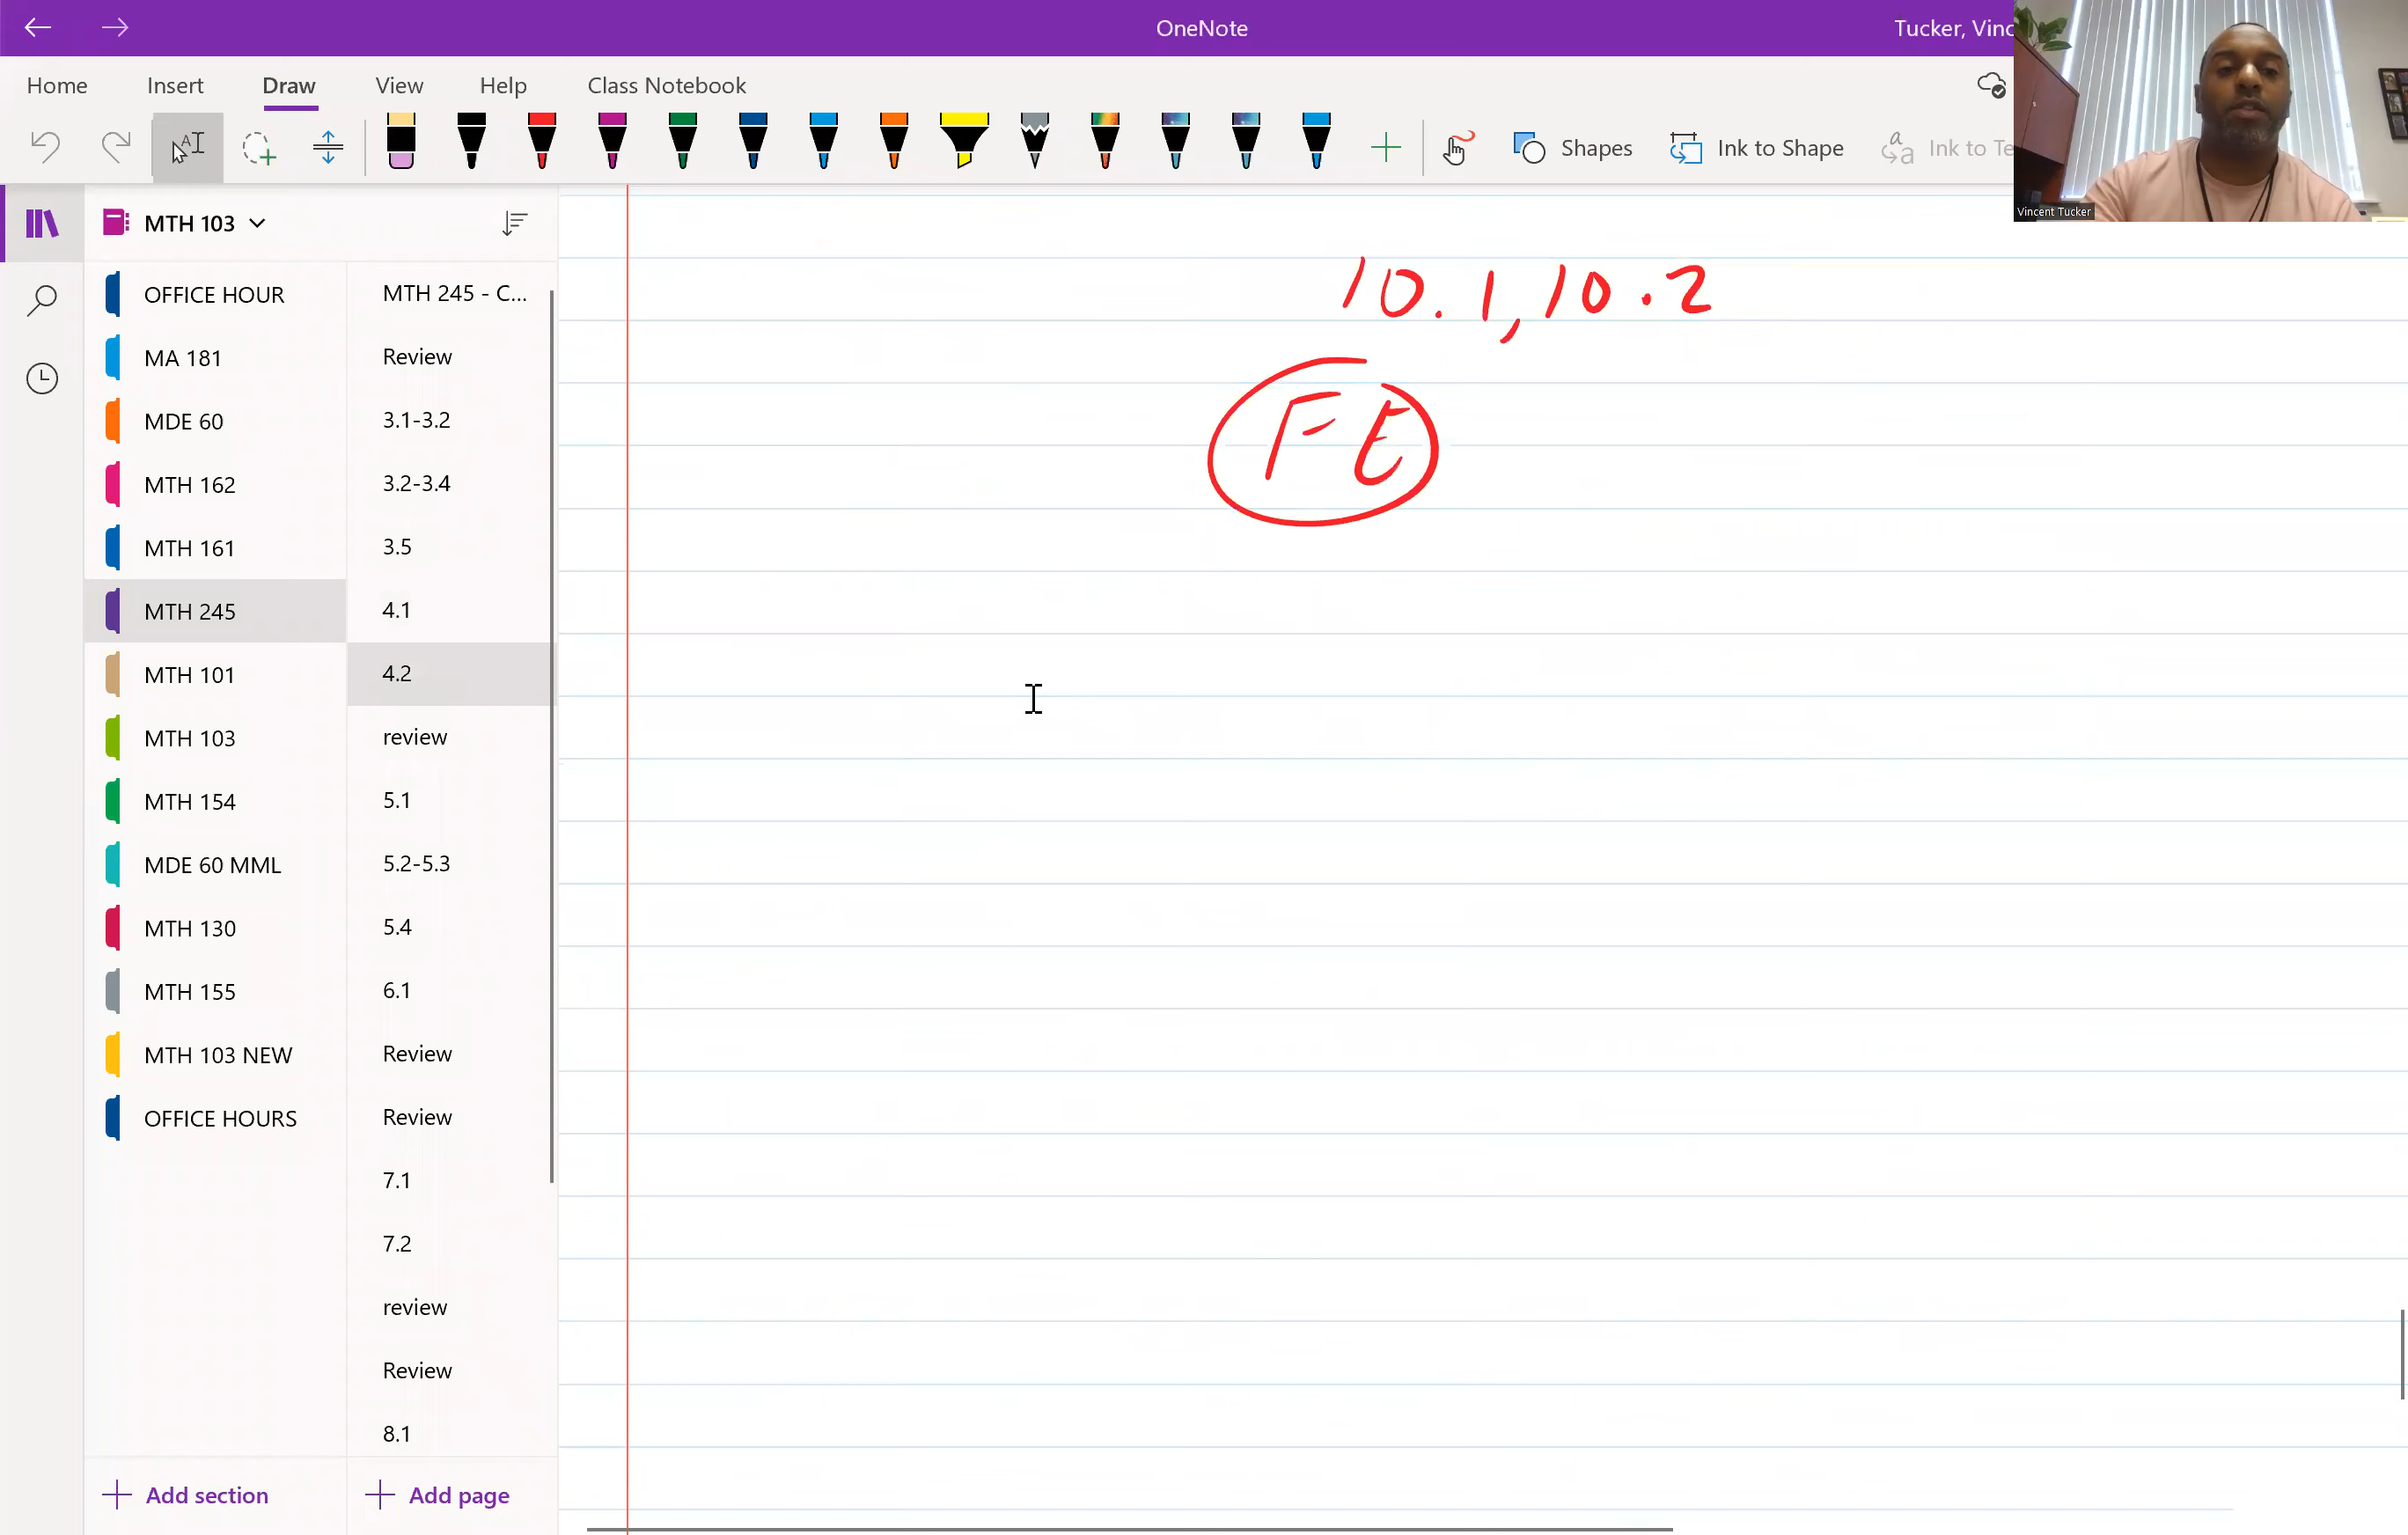 OneNote
Tucker, Vinc
Home Insert Draw View Help Class Notebook
Shapes Ink to Shape Ink to Te
Vincent Tucker
MTH 103
OFFICE HOUR
MA 181
MDE 60
MTH 162
MTH 161
MTH 245
MTH 101
MTH 103
MTH 154
MDE 60 MML
MTH 130
MTH 155
MTH 103 NEW
OFFICE HOURS
Add section
MTH 245 - C...
Review
3.1-3.2
3.2-3.4
3.5
4.1
4.2
review
5.1
5.2-5.3
5.4
6.1
Review
Review
7.1
7.2
review
Review
8.1
Add page
10.1, 10.2
FE